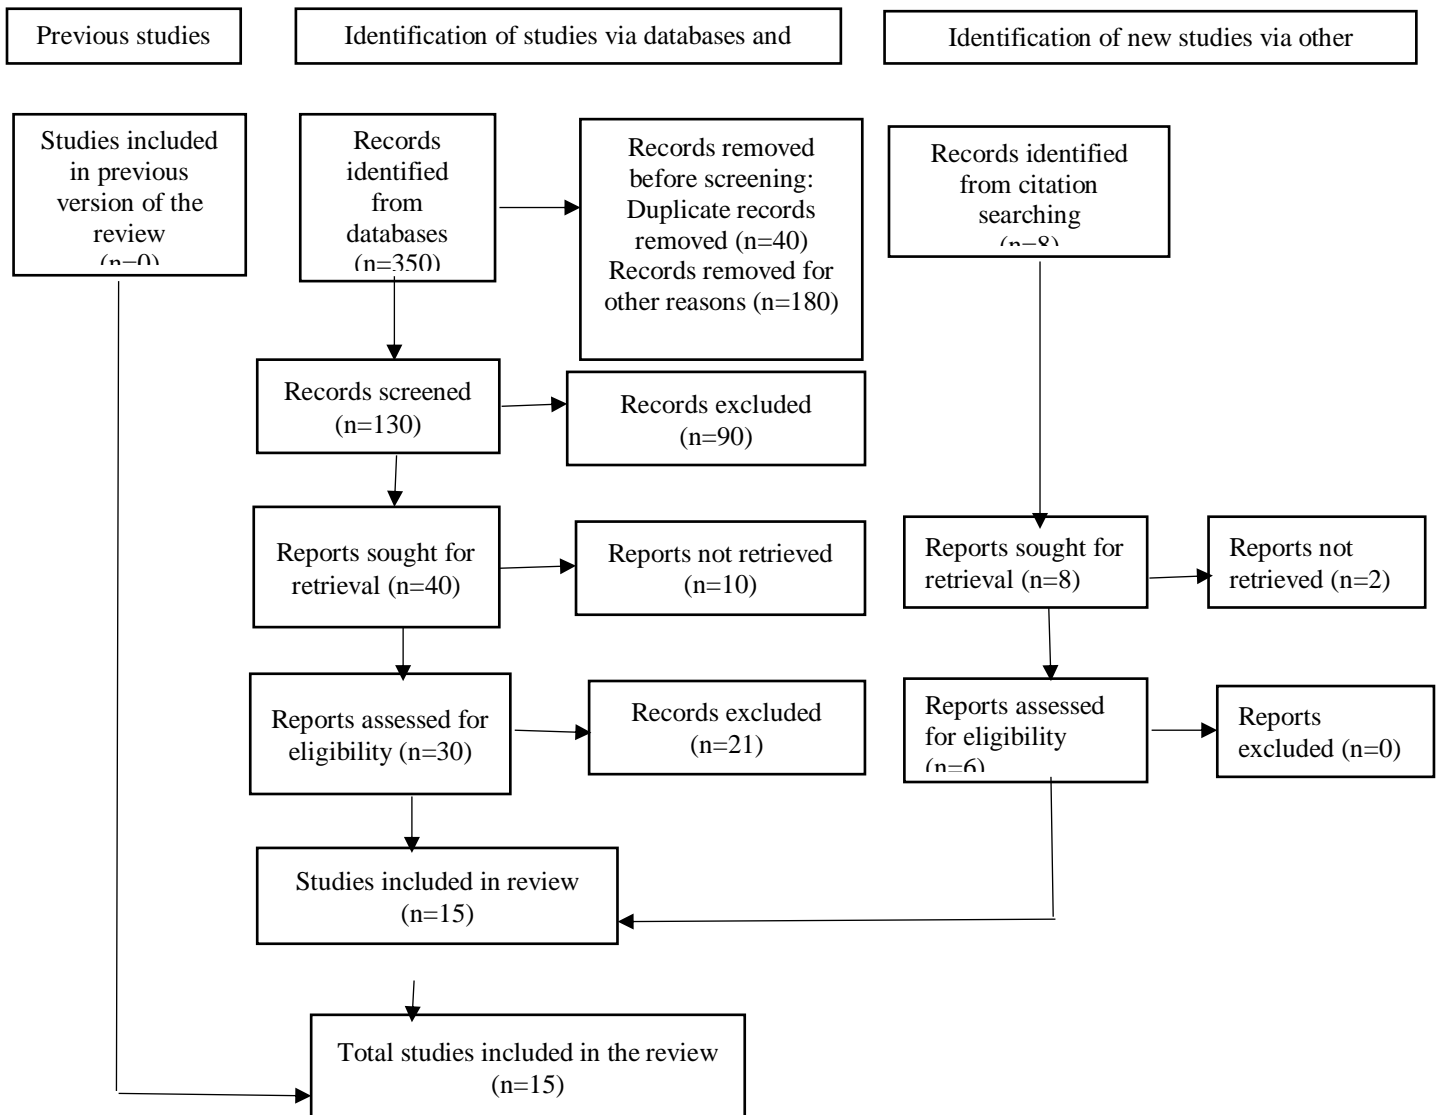 Previous studies
Identification of studies via databases and
Identification of new studies via other
Studies included
in previous
version of the
review
(n=0)
Records
identified
from
databases
(n=350)
Records removed
before screening:
Duplicate records
removed (n=40)
Records removed for
other reasons (n=180)
Records identified
from citation
searching
(n=8)
Records screened
(n=130)
Records excluded
(n=90)
Reports sought for
retrieval (n=40)
Reports not retrieved
(n=10)
Reports sought for
retrieval (n=8)
Reports not
retrieved (n=2)
Reports assessed for
eligibility (n=30)
Records excluded
(n=21)
Reports assessed
for eligibility
(n=6)
Reports
excluded (n=0)
Studies included in review
(n=15)
Total studies included in the review
(n=15)